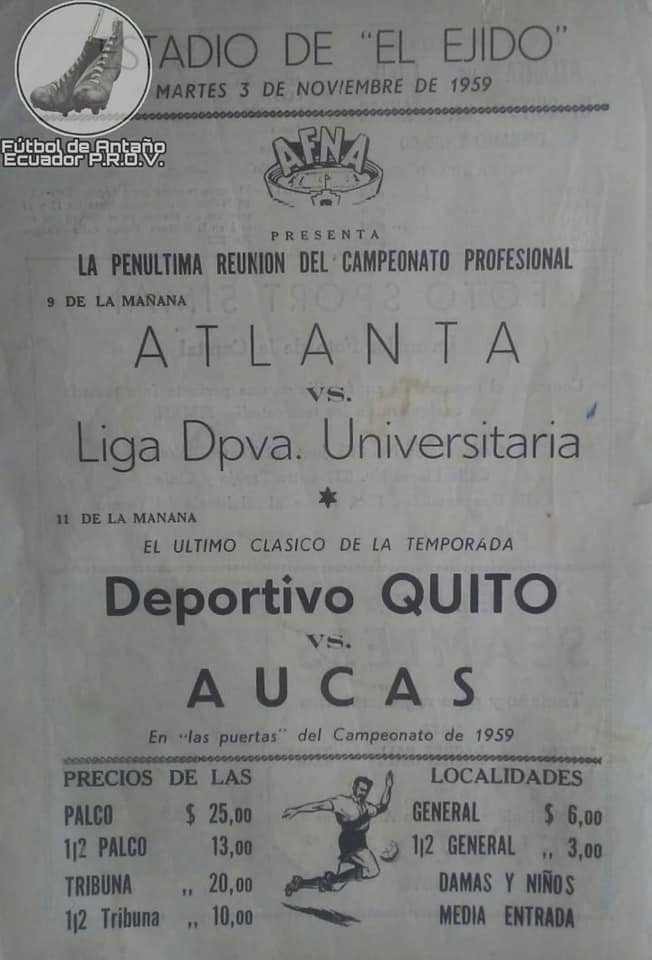 STADIO DE "EL EJIDO"
MARTES 3 DE NOVIEMBRE DE 1959
Fútbol de Antaño
Ecuador P.R.D.V.
AFNA
PRESENTA
LA PENULTIMA REUNION DEL CAMPEONATO PROFESIONAL
9 DE LA MAÑANA
ATLANTA
VS.
Liga Dpva. Universitaria
11 DE LA MANANA
EL ULTIMO CLASICO DE LA TEMPORADA
Deportivo QUITO
VS.
AUCAS
En "las puertas" del Campeonato de 1959
PRECIOS DE LAS LOCALIDADES
PALCO $ 25,00
1|2 PALCO 13,00
TRIBUNA ,, 20,00
1|2 Tribuna ,, 10,00
GENERAL $ 6,00
1|2 GENERAL ,, 3,00
DAMAS Y NIÑOS
MEDIA ENTRADA